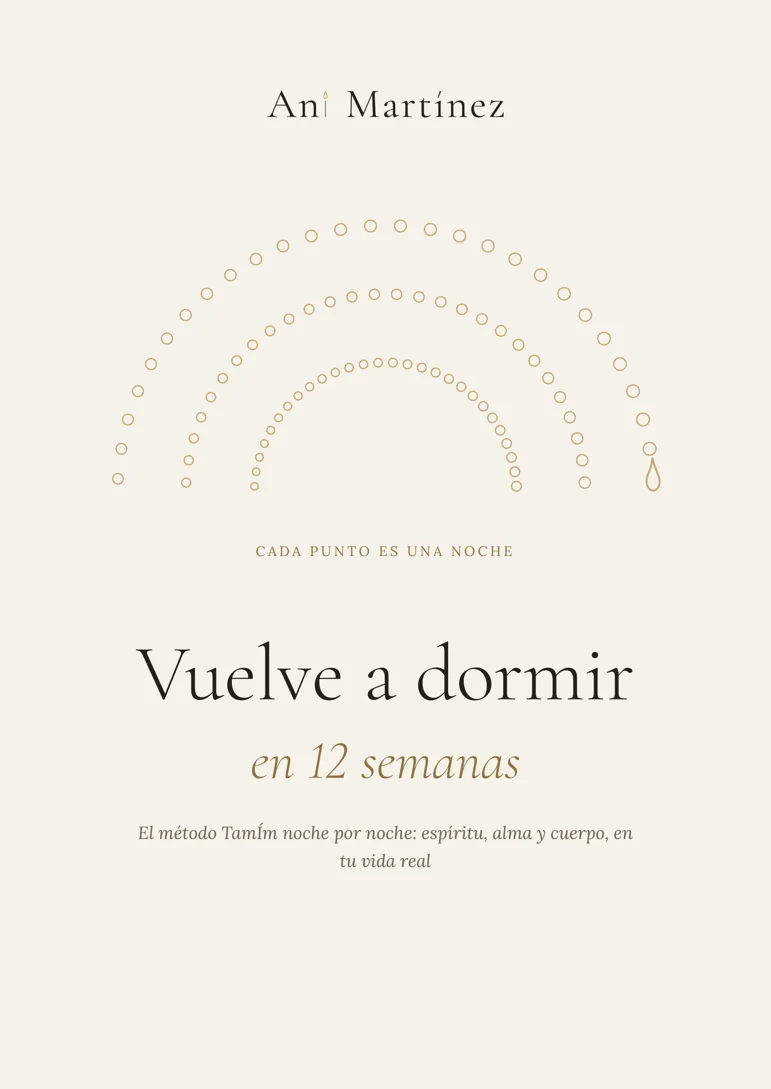 Ani Martínez
CADA PUNTO ES UNA NOCHE
Vuelve a dormir
en 12 semanas
El método TamÍm noche por noche: espíritu, alma y cuerpo, en
tu vida real